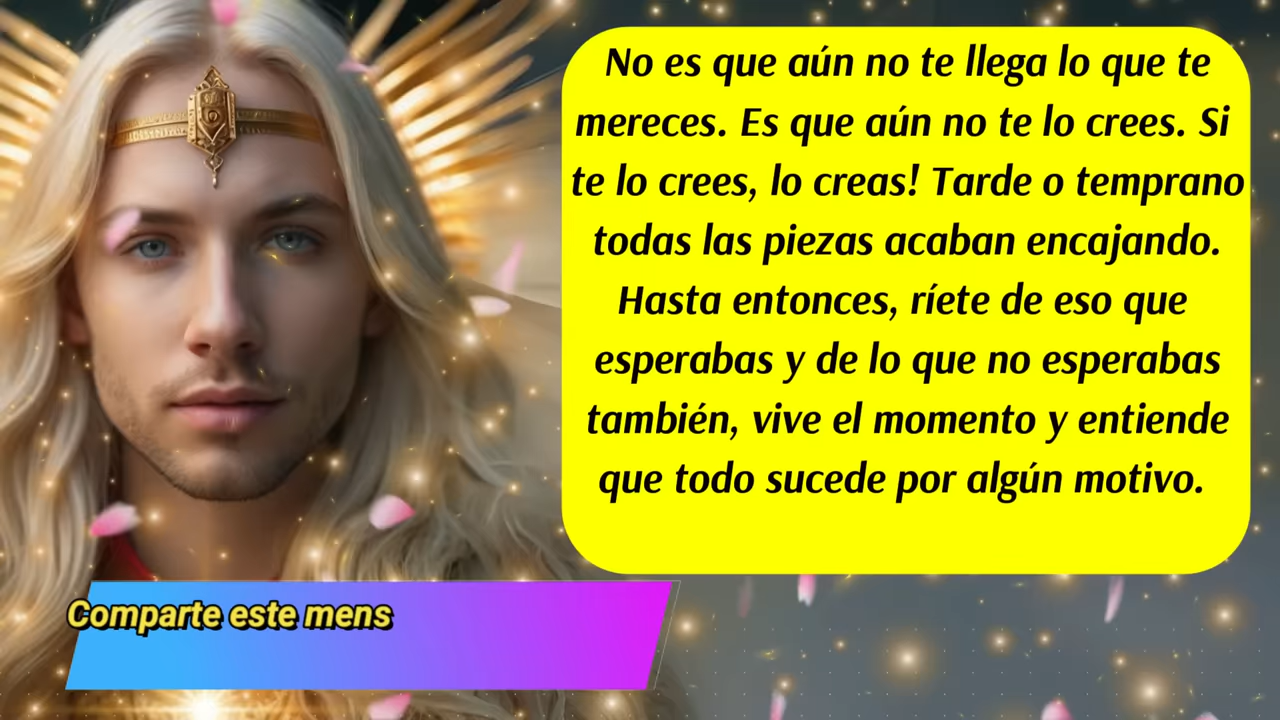 No es que aún no te llega lo que te
mereces. Es que aún no te lo crees. Si
te lo crees, lo creas! Tarde o temprano
todas las piezas acaban encajando.
Hasta entonces, ríete de eso que
esperabas y de lo que no esperabas
también, vive el momento y entiende
que todo sucede por algún motivo.
Comparte este mens